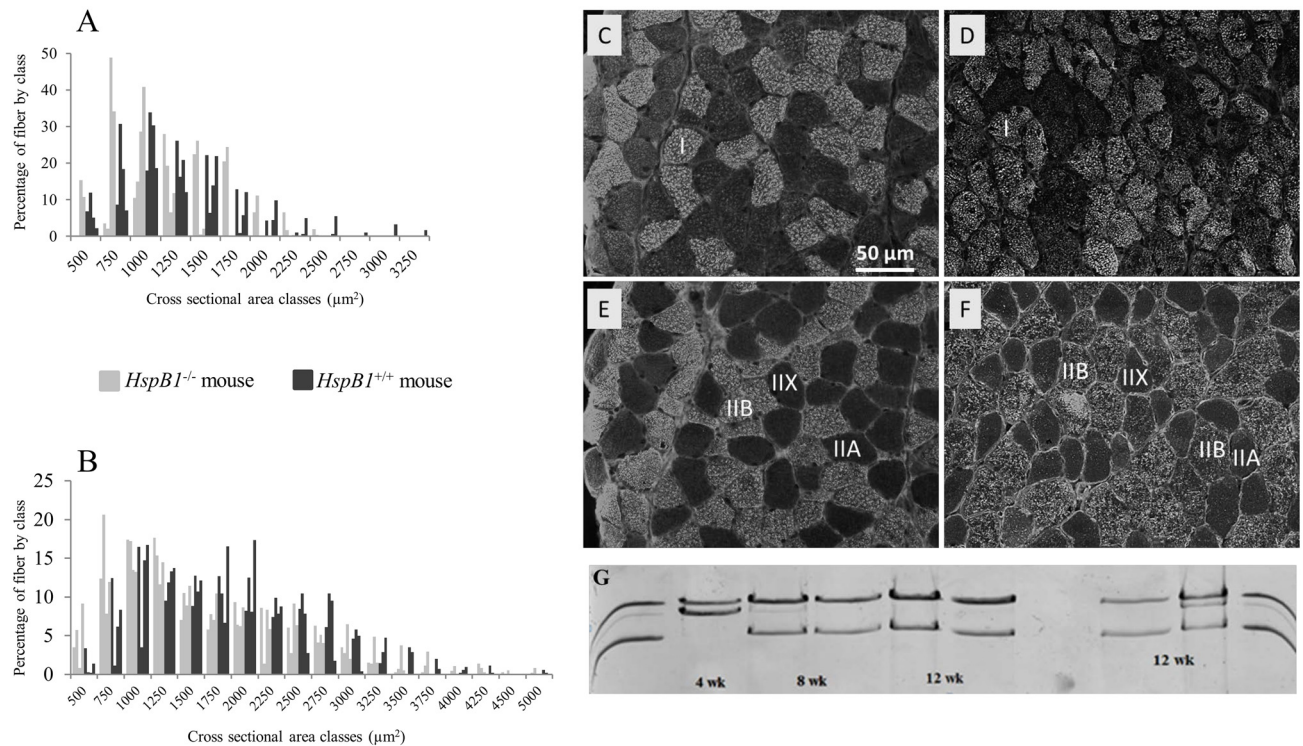 A
Percentage of fiber by class
50
40
30
20
10
0
500 750 1000 1250 1500 1750 2000 2250 2500 2750 3000 3250
Cross sectional area classes (µm²)
HspB1-/- mouse HspB1+/+ mouse
B
Percentage of fiber by class
25
20
15
10
5
0
500 750 1000 1250 1500 1750 2000 2250 2500 2750 3000 3250 3500 3750 4000 4500 5000
Cross sectional area classes (µm²)
C
I
50 µm
D
I
E
IIX
IIB
IIA
F
IIB IIX
IIB IIA
G
4 wk 8 wk 12 wk 12 wk